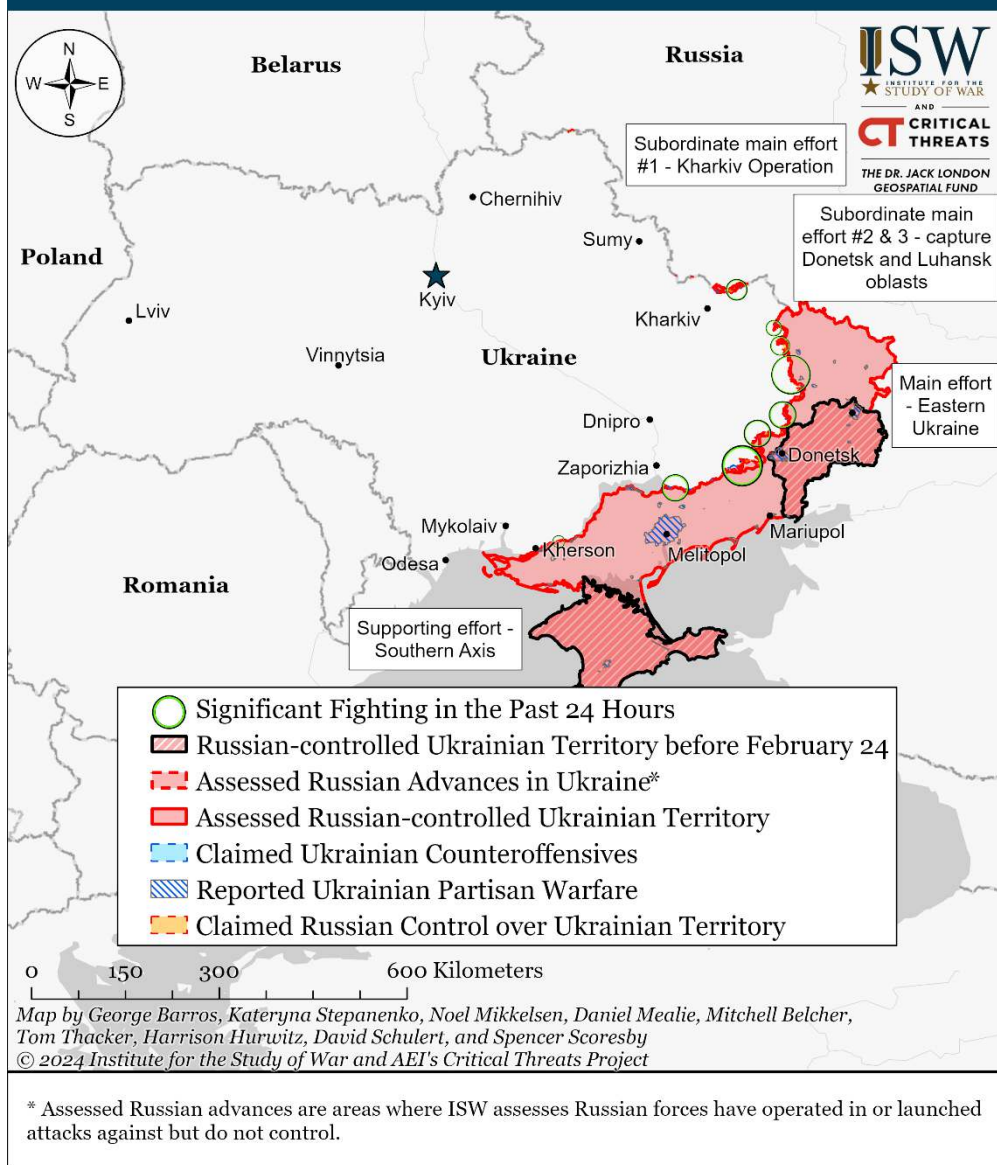 N
W
E
S
Belarus
Russia
ISW
INSTITUTE FOR THE
STUDY OF WAR
AND
CT CRITICAL
THREATS
THE DR. JACK LONDON
GEOSPATIAL FUND
Subordinate main effort
#1 - Kharkiv Operation
Subordinate main
effort #2 & 3 - capture
Donetsk and Luhansk
oblasts
Chernihiv
Sumy
Poland
Kyiv
Lviv
Kharkiv
Vinnytsia
Ukraine
Main effort
- Eastern
Ukraine
Dnipro
Donetsk
Zaporizhia
Mykolaiv
Mariupol
Kherson
Melitopol
Odesa
Romania
Supporting effort -
Southern Axis
Significant Fighting in the Past 24 Hours
Russian-controlled Ukrainian Territory before February 24
Assessed Russian Advances in Ukraine*
Assessed Russian-controlled Ukrainian Territory
Claimed Ukrainian Counteroffensives
Reported Ukrainian Partisan Warfare
Claimed Russian Control over Ukrainian Territory
0 150 300 600 Kilometers
Map by George Barros, Kateryna Stepanenko, Noel Mikkelsen, Daniel Mealie, Mitchell Belcher,
Tom Thacker, Harrison Hurwitz, David Schulert, and Spencer Scoresby
© 2024 Institute for the Study of War and AEI's Critical Threats Project
* Assessed Russian advances are areas where ISW assesses Russian forces have operated in or launched
attacks against but do not control.